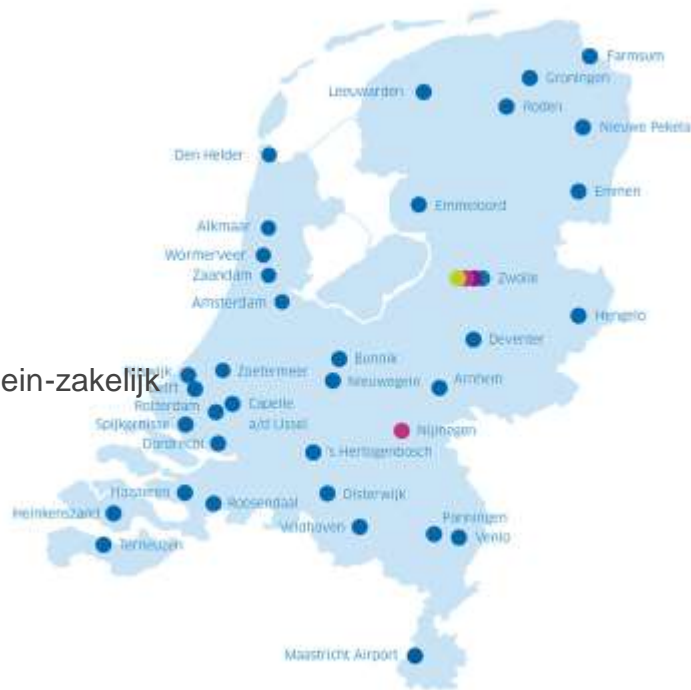 Farmsum
Groningen
Leeuwarden
Roden
Nieuwe Pekela
Den Helder
Emmen
Emmeloord
Alkmaar
Wormerveer
Zaandam
Zwolle
Amsterdam
Hengelo
Deventer
Bunnik
Zoetermeer
ein-zakelijk
Nieuwegein
Arnhem
Rotterdam
Capelle
a/d IJssel
Spijkenisse
Nijmegen
Dordrecht
's Hertogenbosch
Halsteren
Oisterwijk
Roosendaal
Heinkenszand
Panningen
Veldhoven
Venlo
Terneuzen
Maastricht Airport